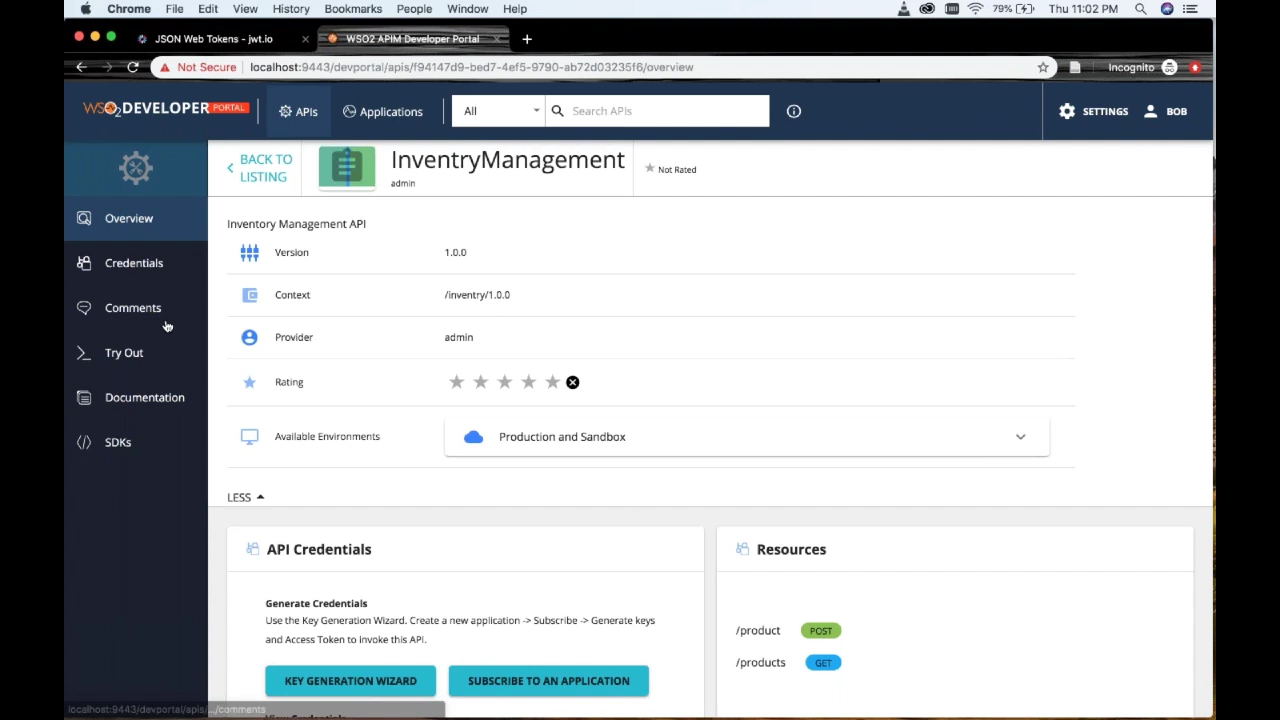 Chrome File Edit View History Bookmarks People Window Help 79% Thu 11:02 PM
JSON Web Tokens - jwt.io × WSO2 APIM Developer Portal × +
Not Secure localhost:9443/devportal/apis/f94147d9-bed7-4ef5-9790-ab72d03235f6/overview Incognito
WSO2 DEVELOPER PORTAL APIs Applications All Search APIs SETTINGS BOB
BACK TO
LISTING
InventryManagement
admin
Not Rated
Overview
Credentials
Comments
Try Out
Documentation
SDKs
Inventory Management API
Version 1.0.0
Context /inventry/1.0.0
Provider admin
Rating
Available Environments Production and Sandbox
LESS
API Credentials
Generate Credentials
Use the Key Generation Wizard. Create a new application -> Subscribe -> Generate keys
and Access Token to invoke this API.
KEY GENERATION WIZARD SUBSCRIBE TO AN APPLICATION
Resources
/product POST
/products GET
localhost:9443/devportal/apis/.../comments